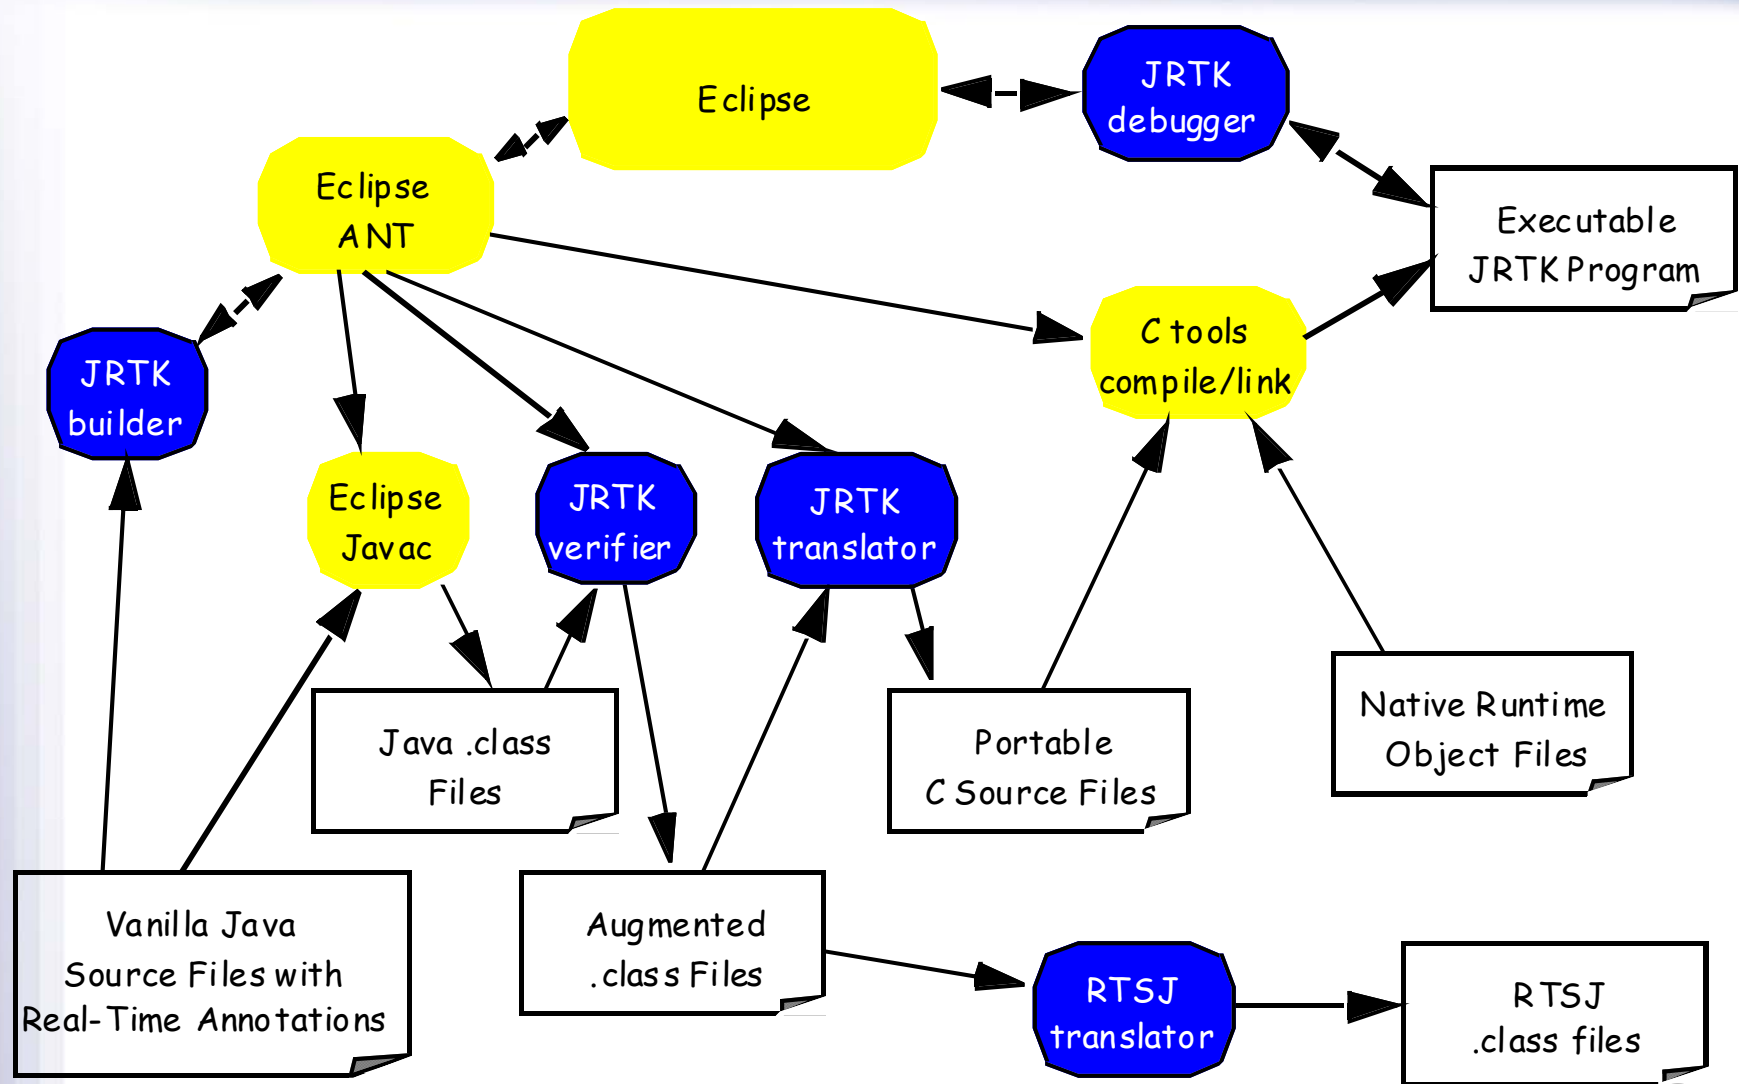 Eclipse
JRTK
debugger
Eclipse
ANT
Executable
JRTK Program
C tools
compile/link
JRTK
builder
Eclipse
Javac
JRTK
verifier
JRTK
translator
Java .class
Files
Portable
C Source Files
Native Runtime
Object Files
Vanilla Java
Source Files with
Real-Time Annotations
Augmented
.class Files
RTSJ
translator
RTSJ
.class files